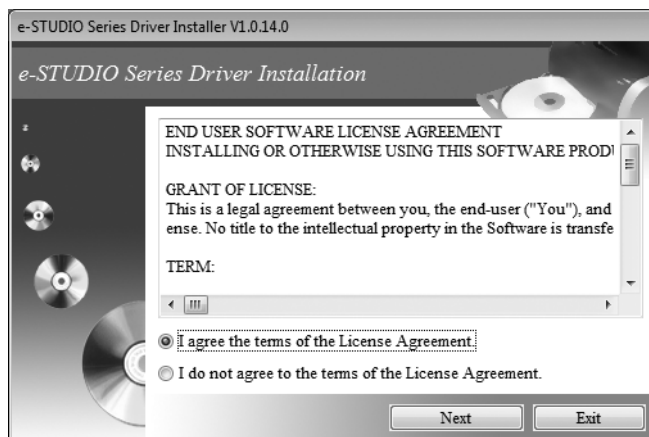 e-STUDIO Series Driver Installer V1.0.14.0
e-STUDIO Series Driver Installation
END USER SOFTWARE LICENSE AGREEMENT
INSTALLING OR OTHERWISE USING THIS SOFTWARE PRODU
GRANT OF LICENSE:
This is a legal agreement between you, the end-user ("You"), and
ense. No title to the intellectual property in the Software is transfe
TERM:
I agree the terms of the License Agreement.
I do not agree to the terms of the License Agreement.
Next
Exit